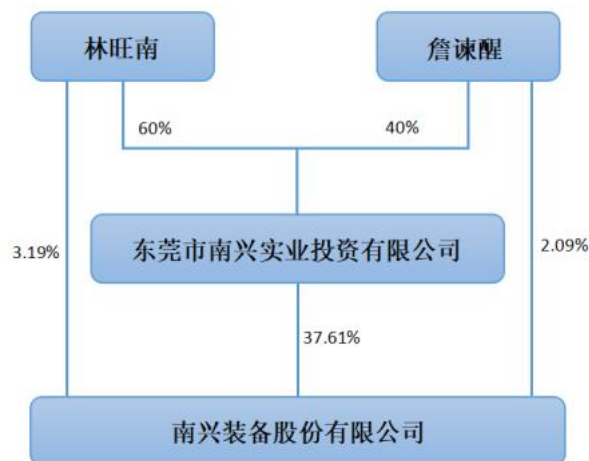 林旺南
詹谏醒
60%
40%
东莞市南兴实业投资有限公司
3.19%
2.09%
37.61%
南兴装备股份有限公司